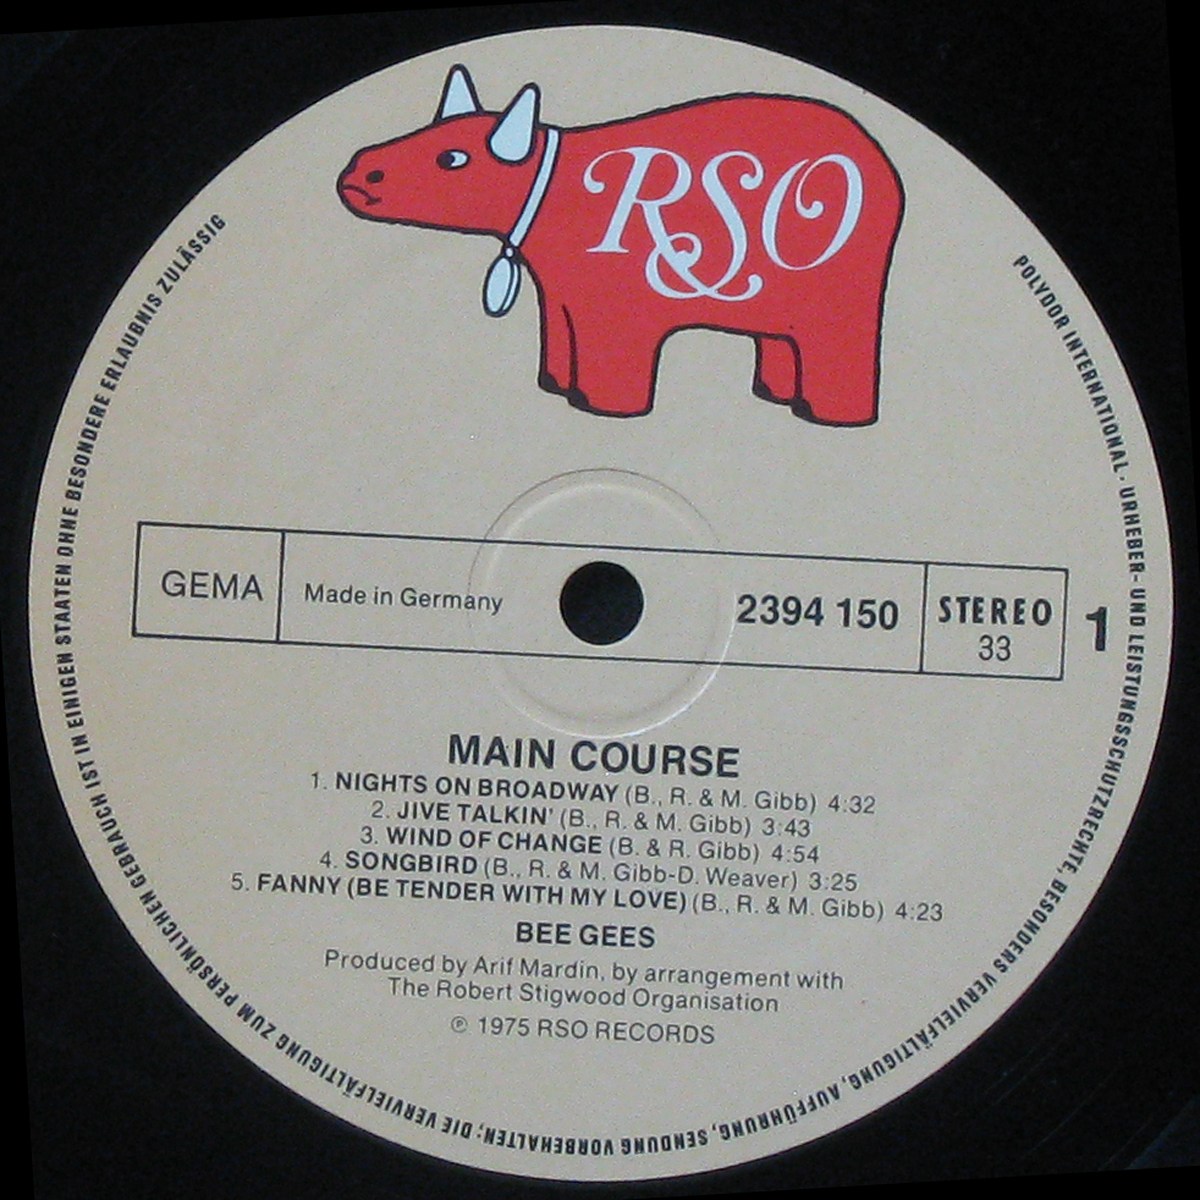 RSO
POLYDOR INTERNATIONAL · URHEBER- UND LEISTUNGSSCHUTZRECHTE, BESONDERS VERVIELFÄLTIGUNG, AUFFÜHRUNG, SENDUNG VORBEHALTEN; DIE VERVIELFÄLTIGUNG ZUM PERSÖNLICHEN GEBRAUCH IST IN EINIGEN STAATEN OHNE BESONDERE ERLAUBNIS ZULÄSSIG
GEMA
Made in Germany
2394 150
STEREO
33
1
MAIN COURSE
1. NIGHTS ON BROADWAY (B., R. & M. Gibb) 4:32
2. JIVE TALKIN' (B., R. & M. Gibb) 3:43
3. WIND OF CHANGE (B. & R. Gibb) 4:54
4. SONGBIRD (B., R. & M. Gibb-D. Weaver) 3:25
5. FANNY (BE TENDER WITH MY LOVE) (B., R. & M. Gibb) 4:23
BEE GEES
Produced by Arif Mardin, by arrangement with
The Robert Stigwood Organisation
℗ 1975 RSO RECORDS